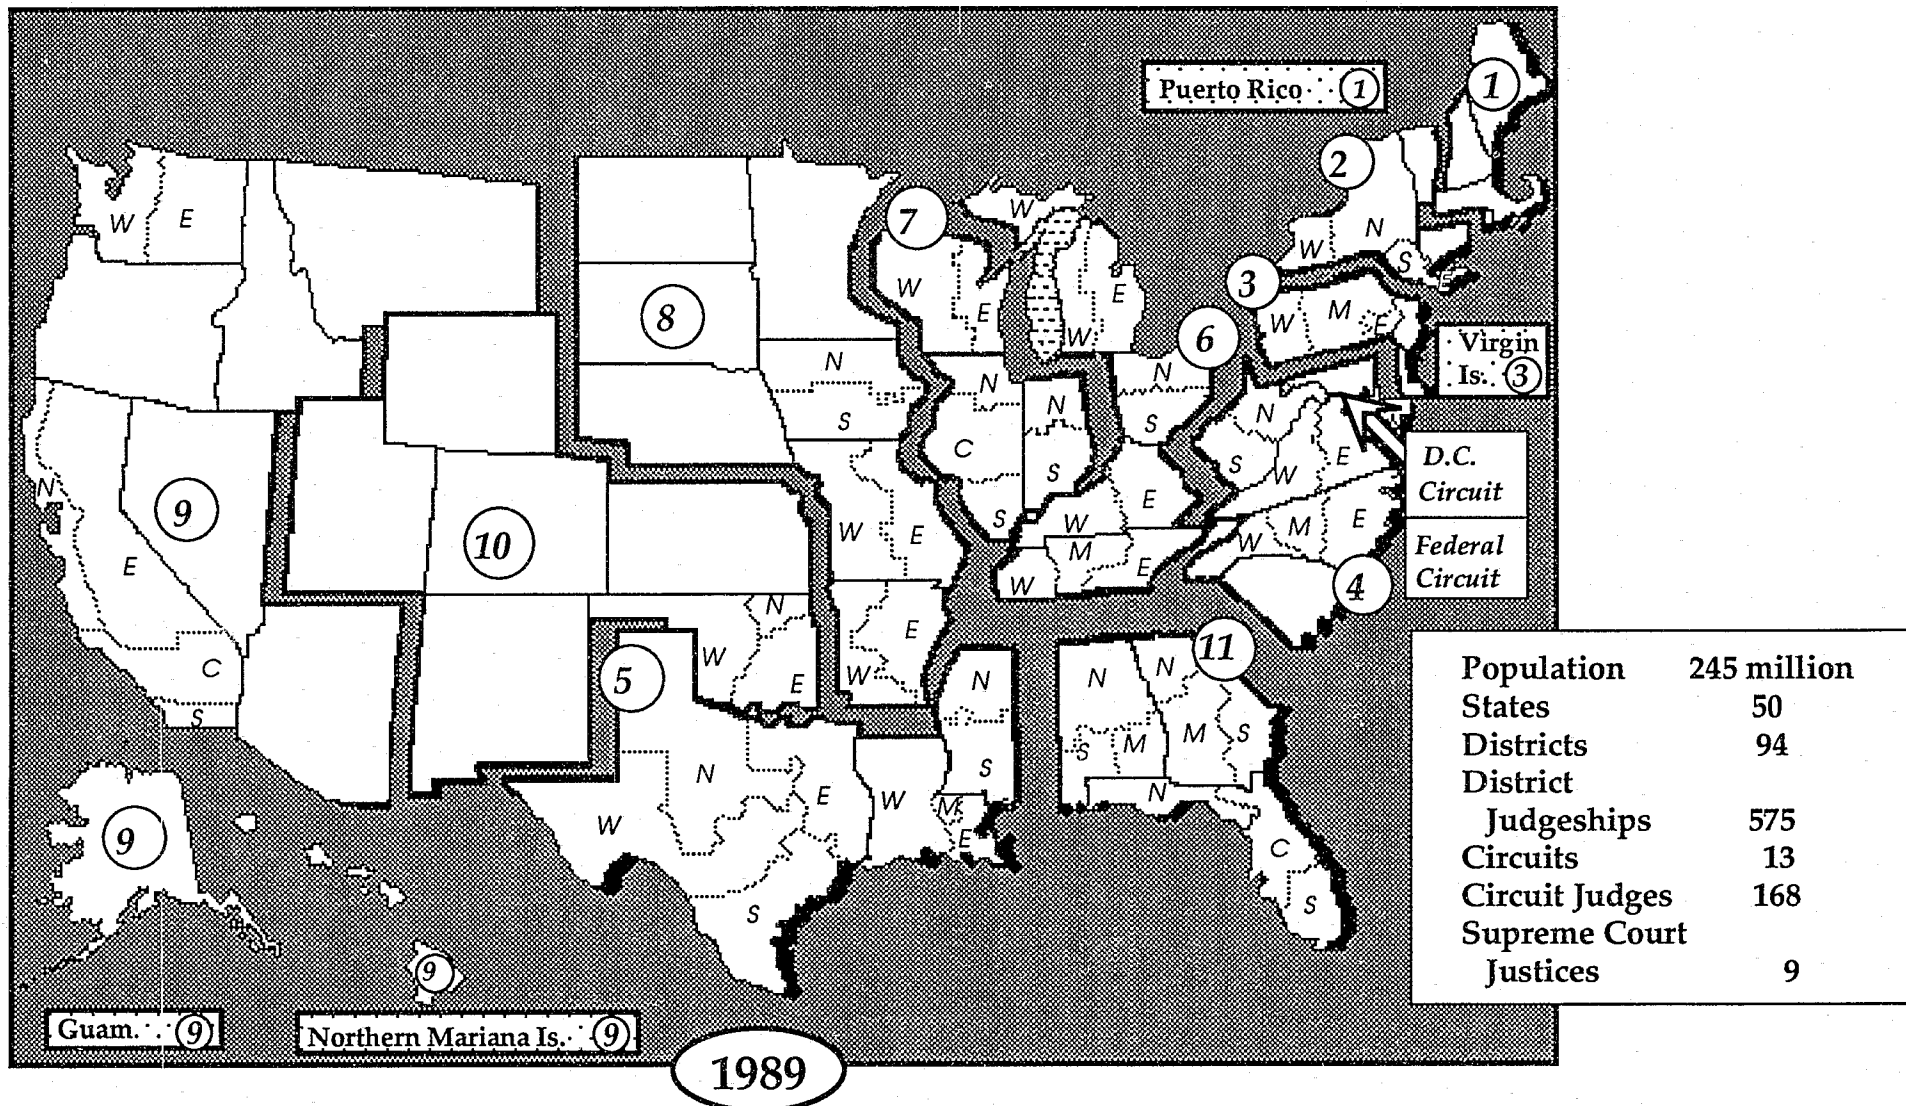 Puerto Rico 1
1
2
W E
7
W
N
W
S
E
3
W
E
E
W M E
8
W
6
Virgin
Is. 3
N
N
N
N
N
S
S
C
S
W
E
D.C.
Circuit
N
9
10
W E
S
E
S
W
W M E
Federal
Circuit
E
M
E
W
4
N
E
C
W
W
E
5
11
N
N
N
S
S M
M S
S
W
N
E
W
M
E
N
9
W
C
S
S
9
Guam. 9
Northern Mariana Is. 9
1989
Population 245 million
States 50
Districts 94
District
Judgeships 575
Circuits 13
Circuit Judges 168
Supreme Court
Justices 9